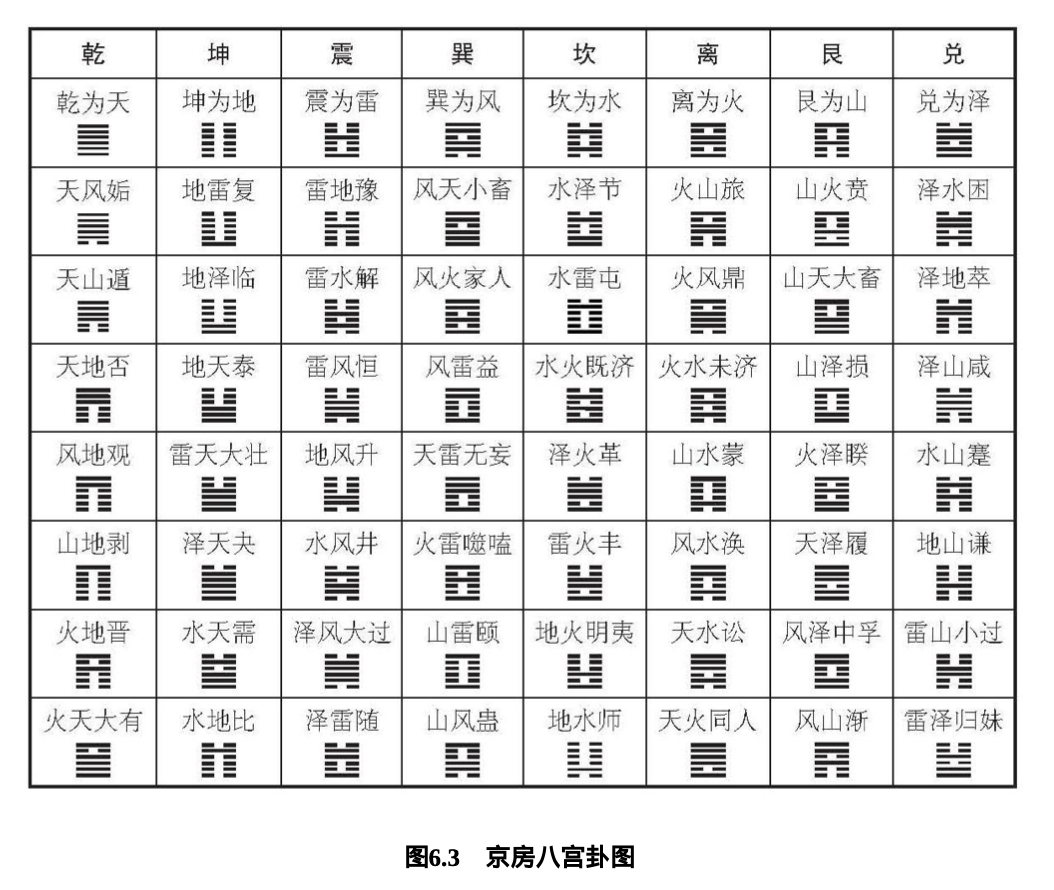 乾 坤 震 巽 坎 离 艮 兑
乾为天 坤为地 震为雷 巽为风 坎为水 离为火 艮为山 兑为泽
天风姤 地雷复 雷地豫 风天小畜 水泽节 火山旅 山火贲 泽水困
天山遁 地泽临 雷水解 风火家人 水雷屯 火风鼎 山天大畜 泽地萃
天地否 地天泰 雷风恒 风雷益 水火既济 火水未济 山泽损 泽山咸
风地观 雷天大壮 地风升 天雷无妄 泽火革 山水蒙 火泽睽 水山蹇
山地剥 泽天夬 水风井 火雷噬嗑 雷火丰 风水涣 天泽履 地山谦
火地晋 水天需 泽风大过 山雷颐 地火明夷 天水讼 风泽中孚 雷山小过
火天大有 水地比 泽雷随 山风蛊 地水师 天火同人 风山渐 雷泽归妹
图6.3 京房八宫卦图